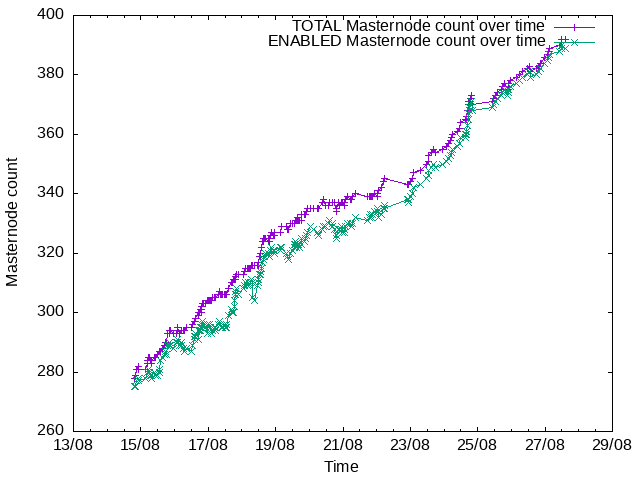 400
380
360
340
320
300
280
260
Masternode count
TOTAL Masternode count over time
ENABLED Masternode count over time
13/08 15/08 17/08 19/08 21/08 23/08 25/08 27/08 29/08
Time